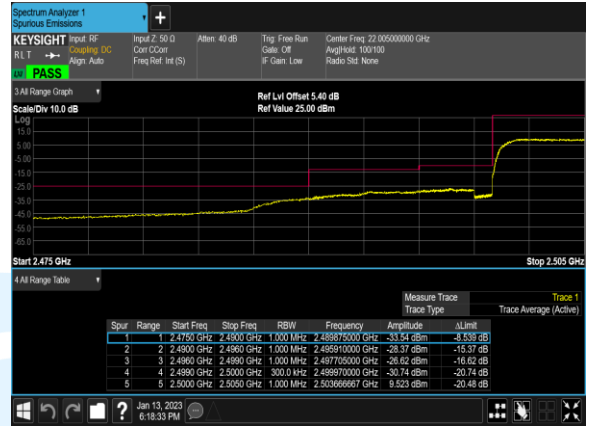 Spectrum Analyzer 1
Spurious Emissions
KEYSIGHT Input: RF Input Z: 50 Ω Atten: 40 dB Trig: Free Run Center Freq: 22.005000000 GHz
RLT Coupling: DC Corr CCorr Gate: Off Avg|Hold: 100/100
Align: Auto Freq Ref: Int (S) IF Gain: Low Radio Std: None
PASS
3 All Range Graph
Ref Lvl Offset 5.40 dB
Scale/Div 10.0 dB Ref Value 25.00 dBm
Log
15.0
5.00
-5.00
-15.0
-25.0
-35.0
-45.0
-55.0
-65.0
Start 2.475 GHz Stop 2.505 GHz
4 All Range Table
Measure Trace Trace 1
Trace Type Trace Average (Active)
Spur Range Start Freq Stop Freq RBW Frequency Amplitude ΔLimit
1 1 2.4750 GHz 2.4900 GHz 1.000 MHz 2.489875000 GHz -33.54 dBm -8.539 dB
2 2 2.4900 GHz 2.4960 GHz 1.000 MHz 2.495910000 GHz -28.37 dBm -15.37 dB
3 3 2.4960 GHz 2.4990 GHz 1.000 MHz 2.497705000 GHz -26.62 dBm -16.62 dB
4 4 2.4990 GHz 2.5000 GHz 300.0 kHz 2.499970000 GHz -30.74 dBm -20.74 dB
5 5 2.5000 GHz 2.5050 GHz 1.000 MHz 2.503666667 GHz 9.523 dBm -20.48 dB
? Jan 13, 2023
6:18:33 PM